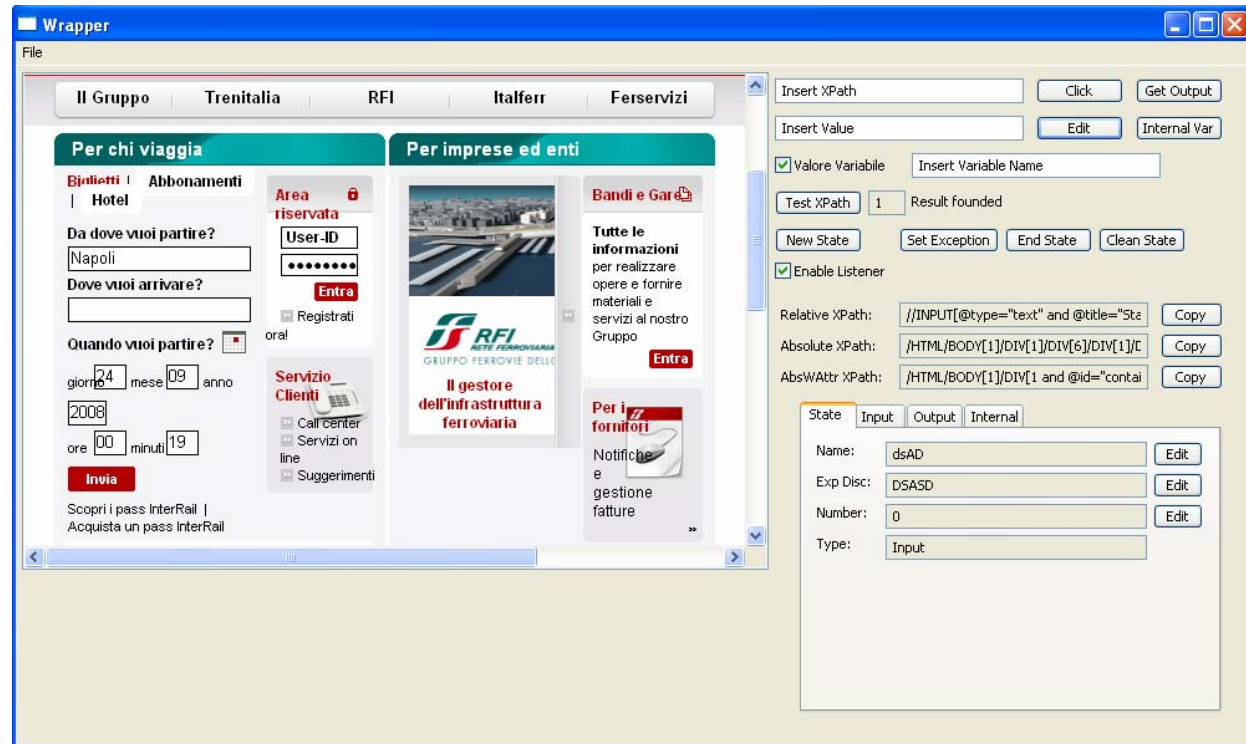 Wrapper
File
Il Gruppo Trenitalia RFI Italferr Ferservizi
Per chi viaggia
Biglietti | Abbonamenti
| Hotel
Da dove vuoi partire?
Napoli
Dove vuoi arrivare?
Quando vuoi partire?
giorno 24 mese 09 anno
2008
ore 00 minuti 19
Invia
Scopri i pass InterRail |
Acquista un pass InterRail
Area
riservata
User-ID
••••••••
Entra
Registrati
ora!
Servizio
Clienti
Call center
Servizi on
line
Suggerimenti
Per imprese ed enti
RFI
RETE FERROVIARIA
GRUPPO FERROVIE DELLO
Il gestore
dell'infrastruttura
ferroviaria
Bandi e Gare
Tutte le
informazioni
per realizzare
opere e fornire
materiali e
servizi al nostro
Gruppo
Entra
Per i
fornitori
Notifiche
e
gestione
fatture
»
Insert XPath Click Get Output
Insert Value Edit Internal Var
Valore Variabile Insert Variable Name
Test XPath 1 Result founded
New State Set Exception End State Clean State
Enable Listener
Relative XPath: //INPUT[@type="text" and @title="Sta Copy
Absolute XPath: /HTML/BODY[1]/DIV[1]/DIV[6]/DIV[1]/D Copy
AbsWAttr XPath: /HTML/BODY[1]/DIV[1 and @id="contai Copy
State Input Output Internal
Name: dsAD Edit
Exp Disc: DSASD Edit
Number: 0 Edit
Type: Input